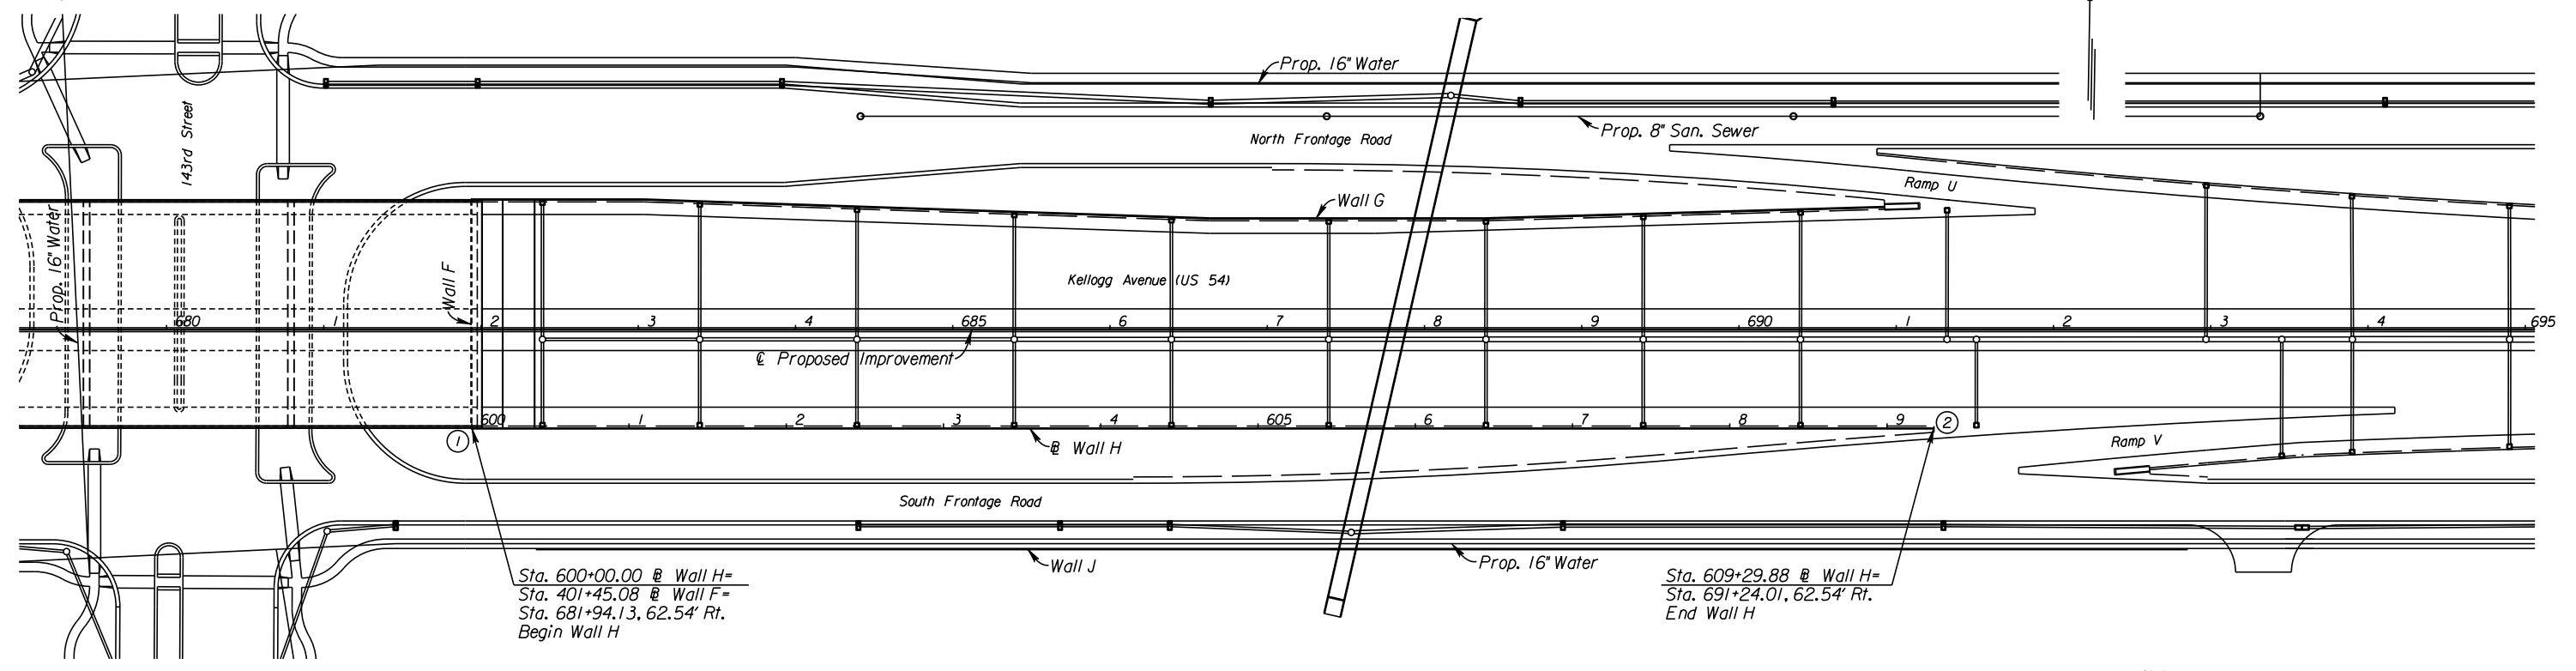 Prop. 16" Water
Prop. 8" San. Sewer
North Frontage Road
143rd Street
Ramp U
Wall G
Prop. 16" Water
Wall F
Kellogg Avenue (US 54)
680 1 2 3 4 685 6 7 8 9 690 1 2 3 4 695
℄ Proposed Improvement
600 1 2 3 4 605 6 7 8 9
1
2
℔ Wall H
Ramp V
South Frontage Road
Wall J
Prop. 16" Water
Sta. 600+00.00 ℔ Wall H=
Sta. 401+45.08 ℔ Wall F=
Sta. 681+94.13, 62.54' Rt.
Begin Wall H
Sta. 609+29.88 ℔ Wall H=
Sta. 691+24.01, 62.54' Rt.
End Wall H